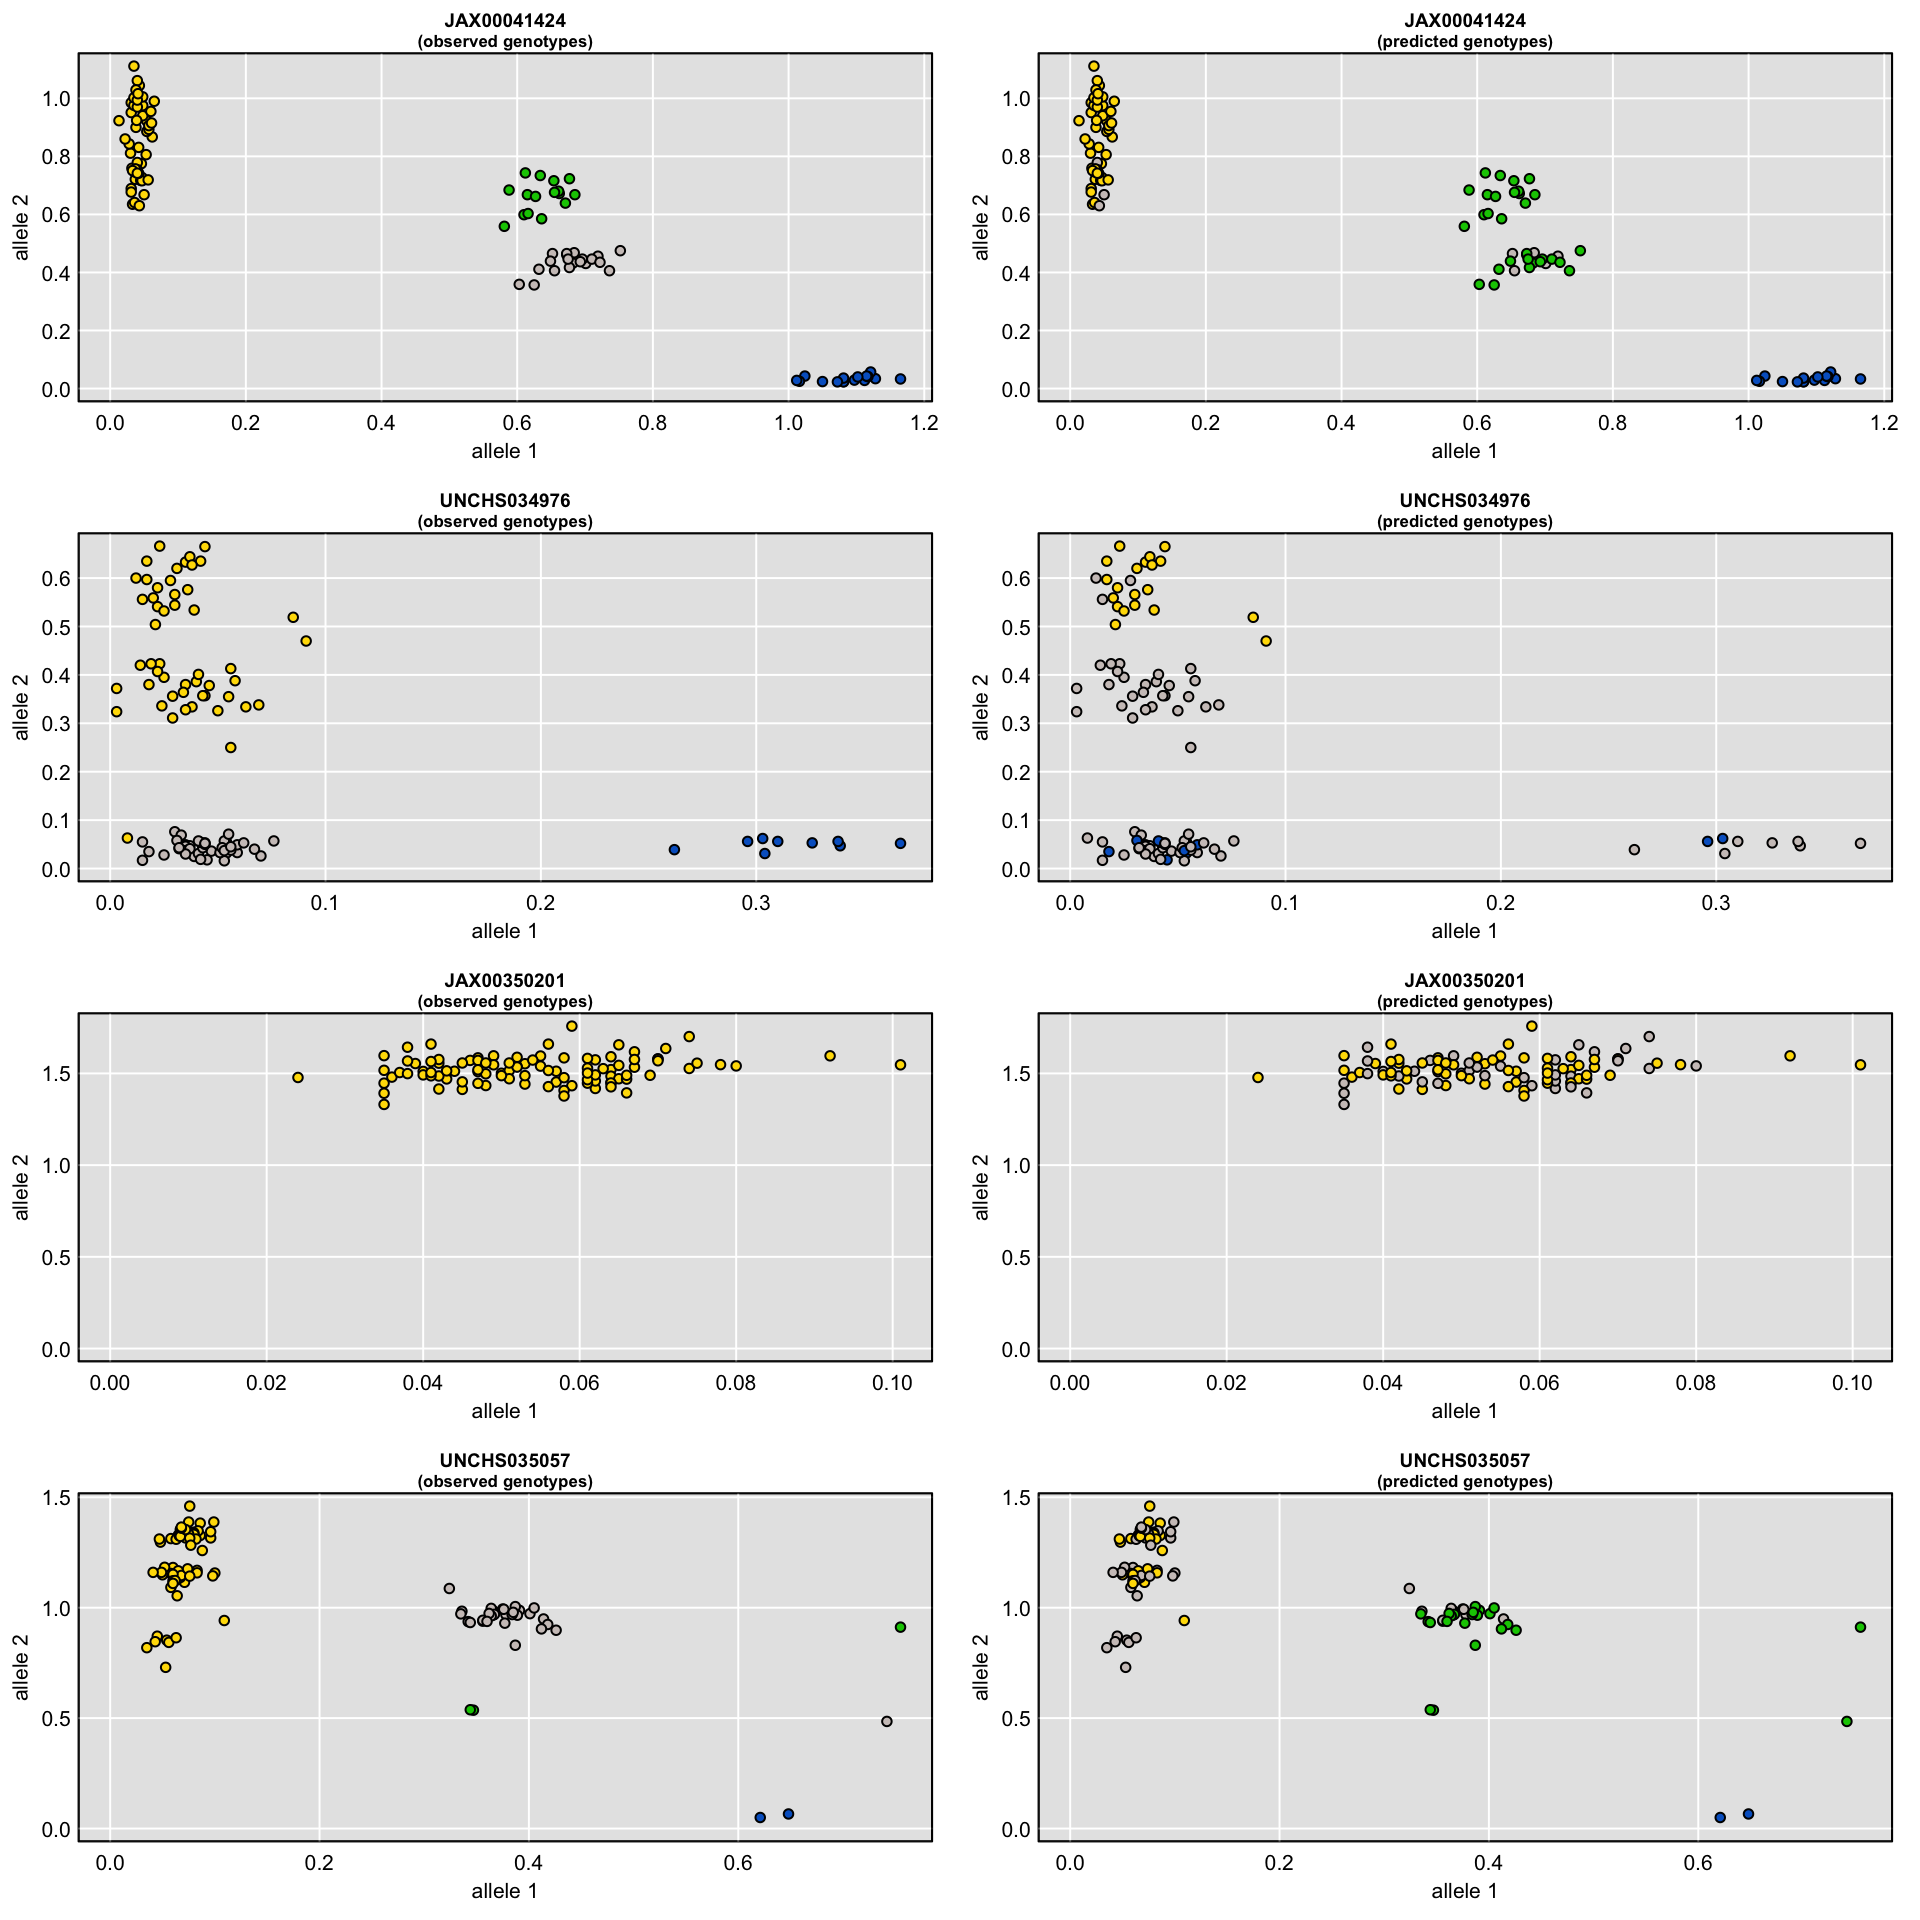 JAX00041424
(observed genotypes)
allele 2
1.0
0.8
0.6
0.4
0.2
0.0
0.0 0.2 0.4 0.6 0.8 1.0 1.2
allele 1
JAX00041424
(predicted genotypes)
allele 2
1.0
0.8
0.6
0.4
0.2
0.0
0.0 0.2 0.4 0.6 0.8 1.0 1.2
allele 1
UNCHS034976
(observed genotypes)
allele 2
0.6
0.5
0.4
0.3
0.2
0.1
0.0
0.0 0.1 0.2 0.3
allele 1
UNCHS034976
(predicted genotypes)
allele 2
0.6
0.5
0.4
0.3
0.2
0.1
0.0
0.0 0.1 0.2 0.3
allele 1
JAX00350201
(observed genotypes)
allele 2
1.5
1.0
0.5
0.0
0.00 0.02 0.04 0.06 0.08 0.10
allele 1
JAX00350201
(predicted genotypes)
allele 2
1.5
1.0
0.5
0.0
0.00 0.02 0.04 0.06 0.08 0.10
allele 1
UNCHS035057
(observed genotypes)
allele 2
1.5
1.0
0.5
0.0
0.0 0.2 0.4 0.6
allele 1
UNCHS035057
(predicted genotypes)
allele 2
1.5
1.0
0.5
0.0
0.0 0.2 0.4 0.6
allele 1